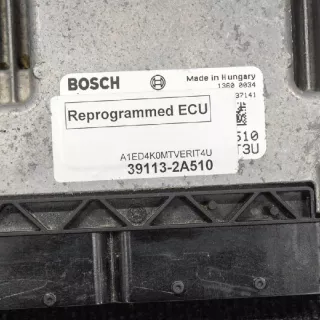 BOSCH
Made in Hungary
1360 0034
37141
Reprogrammed ECU
510
T3U
A1ED4K0MTVERIT4U
39113-2A510